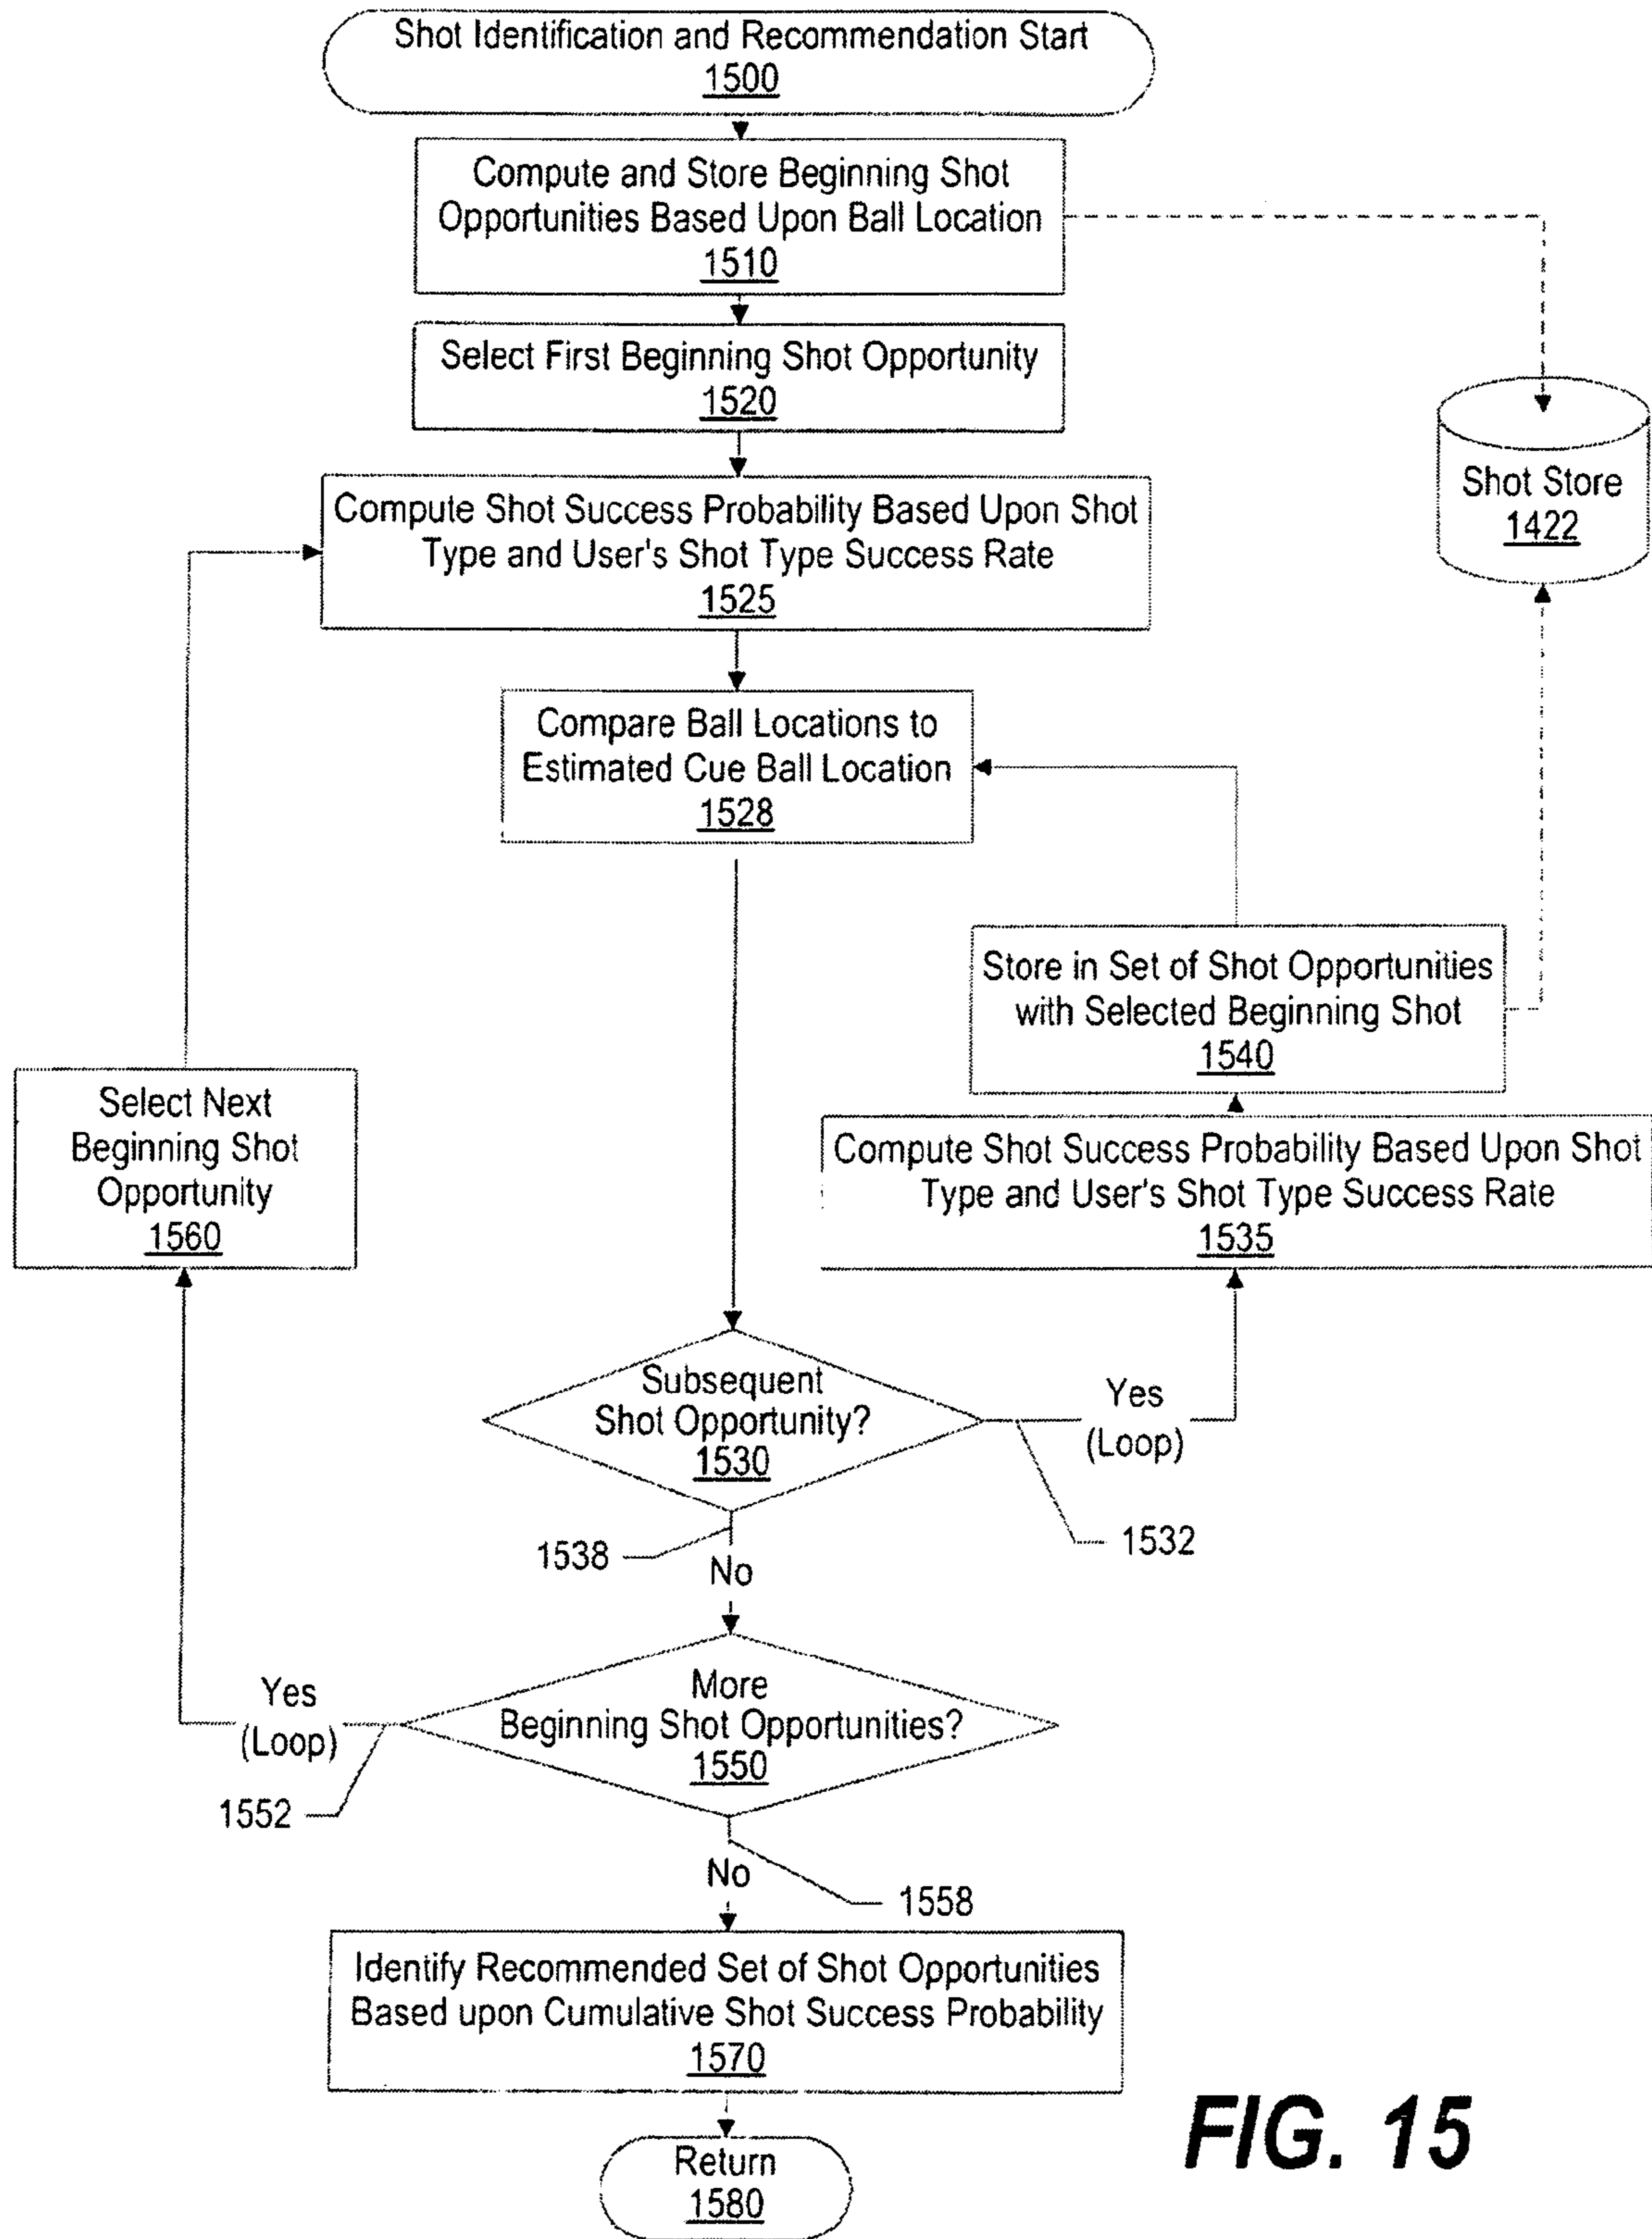 Shot Identification and Recommendation Start
1500
Compute and Store Beginning Shot
Opportunities Based Upon Ball Location
1510
Select First Beginning Shot Opportunity
1520
Shot Store
1422
Compute Shot Success Probability Based Upon Shot
Type and User's Shot Type Success Rate
1525
Compare Ball Locations to
Estimated Cue Ball Location
1528
Store in Set of Shot Opportunities
with Selected Beginning Shot
1540
Select Next
Beginning Shot
Opportunity
1560
Compute Shot Success Probability Based Upon Shot
Type and User's Shot Type Success Rate
1535
Subsequent
Shot Opportunity?
1530
Yes
(Loop)
1532
1538
No
More
Beginning Shot Opportunities?
1550
Yes
(Loop)
1552
No
1558
Identify Recommended Set of Shot Opportunities
Based upon Cumulative Shot Success Probability
1570
Return
1580
FIG. 15